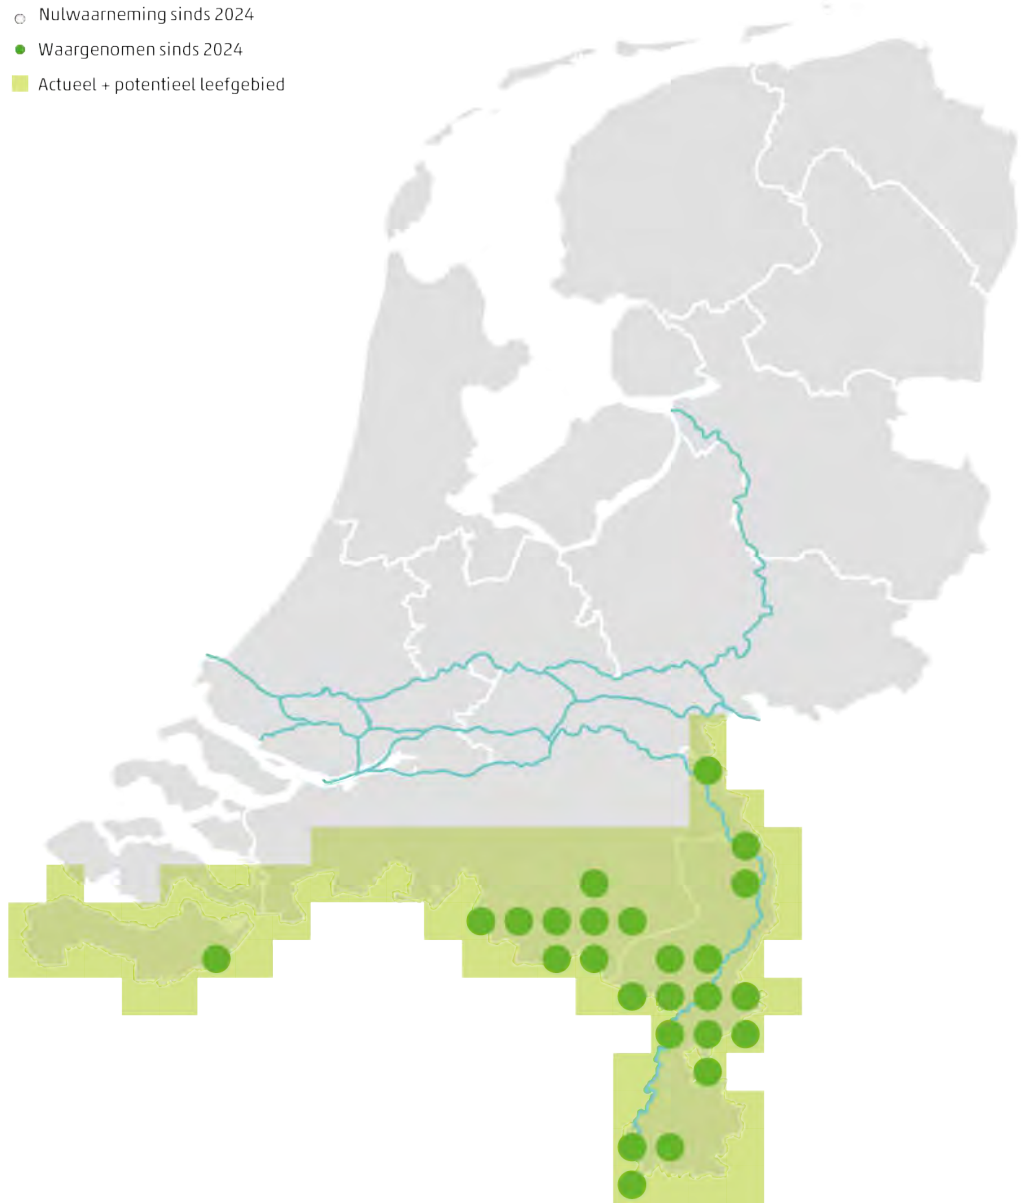 Nulwaarneming sinds 2024
Waargenomen sinds 2024
Actueel + potentieel leefgebied